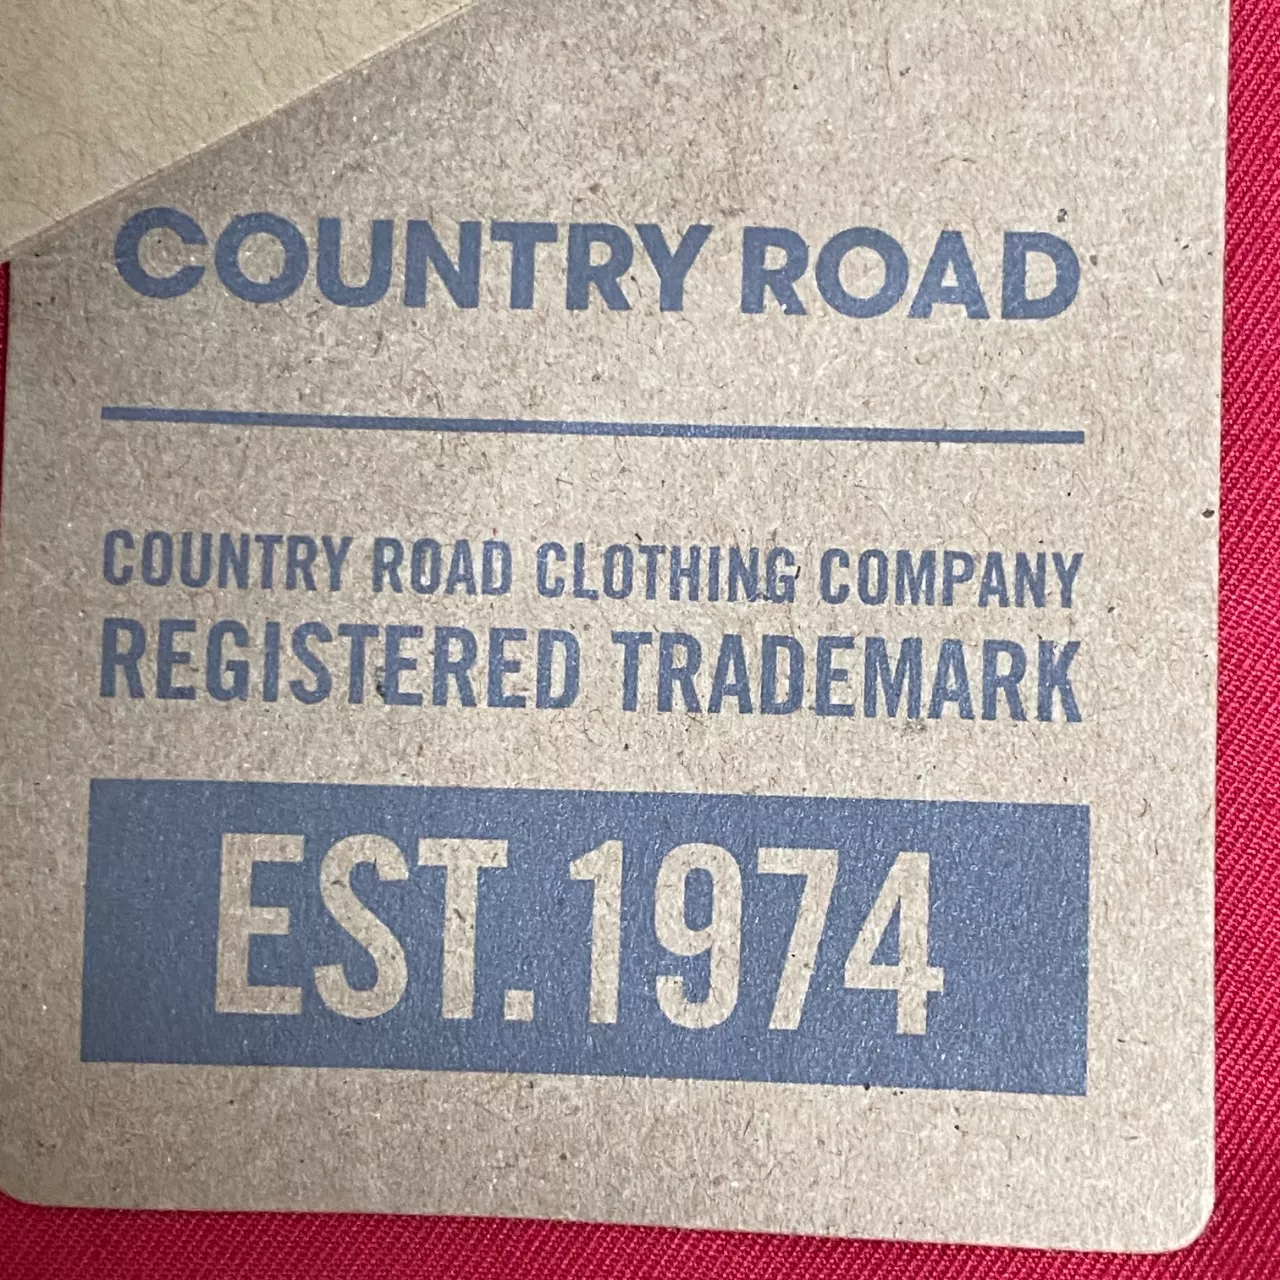 COUNTRY ROAD
COUNTRY ROAD CLOTHING COMPANY
REGISTERED TRADEMARK
EST. 1974